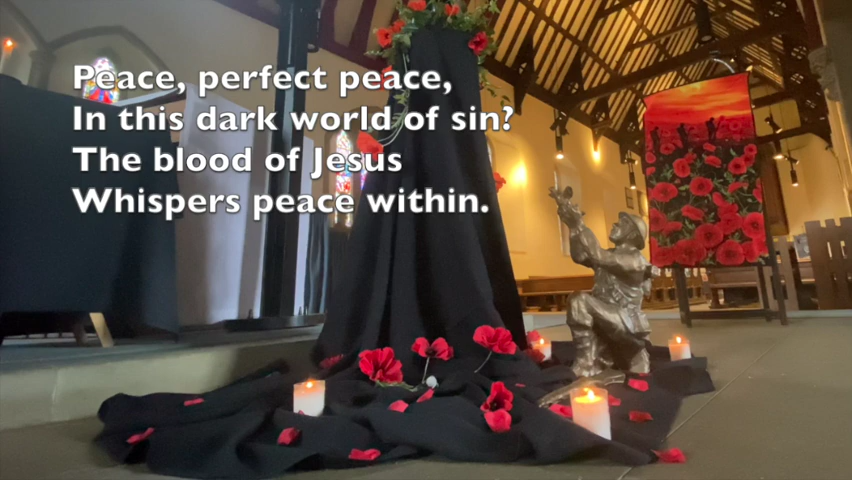 Peace, perfect peace,
In this dark world of sin?
The blood of Jesus
Whispers peace within.